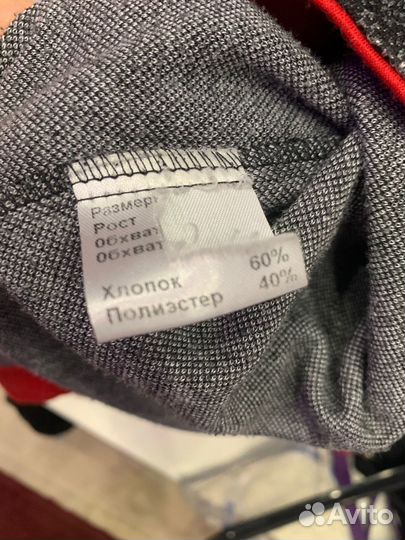 Размер
Рост
Обхват
Обхват
Хлопок 60%
Полиэстер 40%
Avito